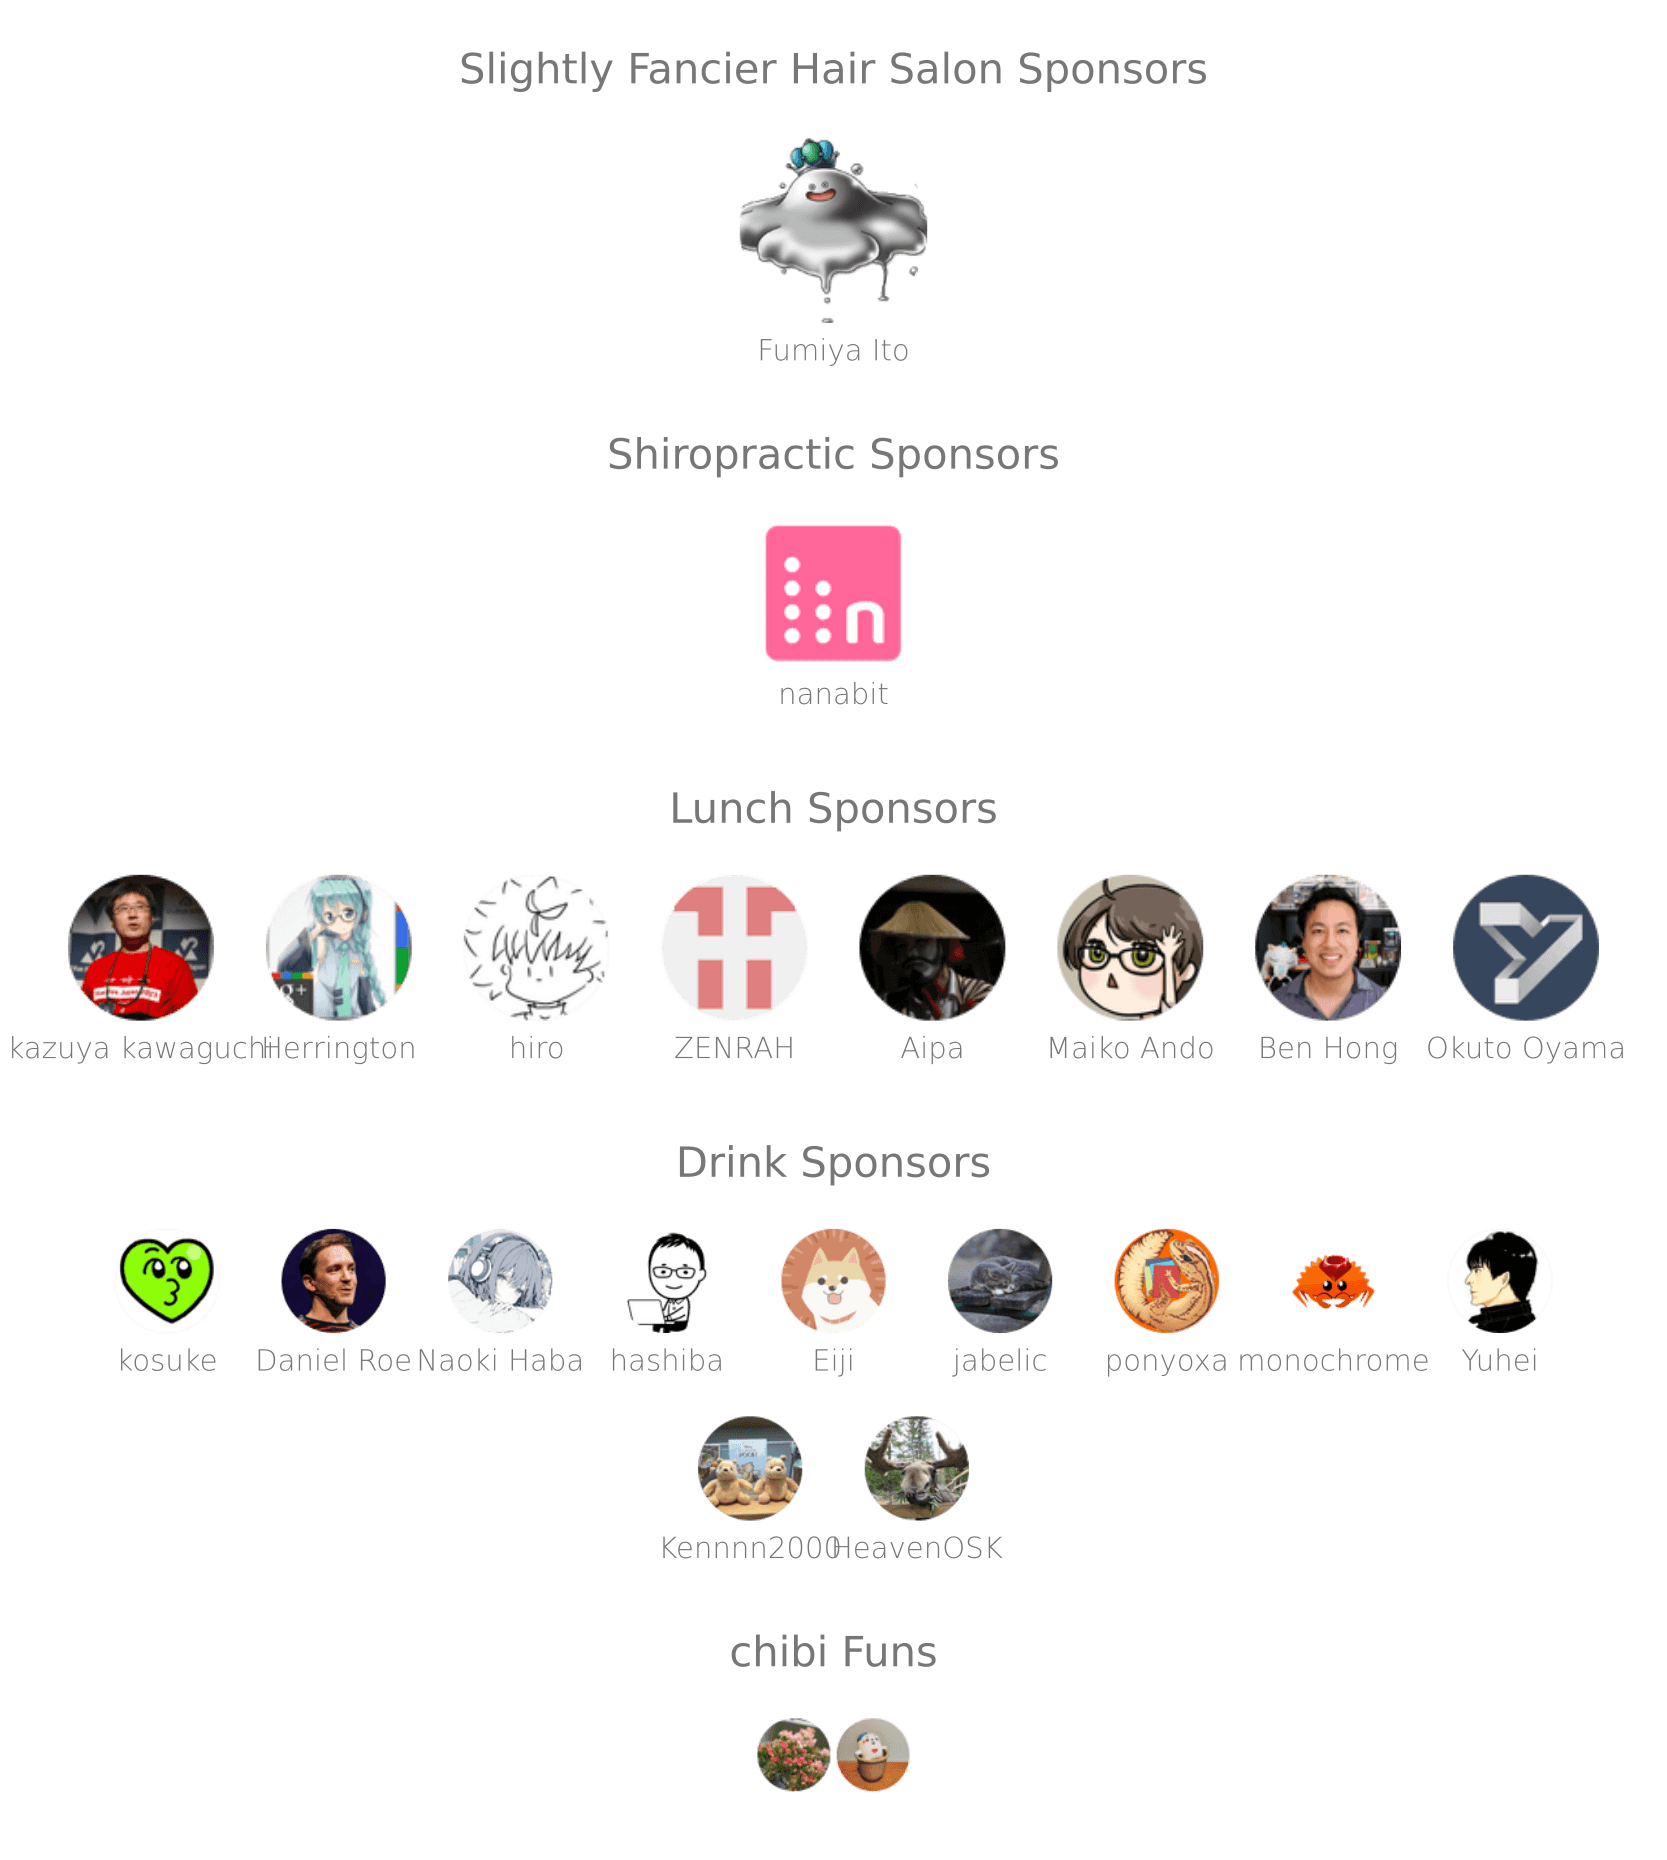 Slightly Fancier Hair Salon Sponsors
Fumiya Ito
Shiropractic Sponsors
n
nanabit
Lunch Sponsors
g+
kazuya kawaguchi Herrington hiro ZENRAH Aipa Maiko Ando Ben Hong Okuto Oyama
Drink Sponsors
kosuke Daniel Roe Naoki Haba hashiba Eiji jabelic ponyoxa monochrome Yuhei
Kennnn2000 HeavenOSK
chibi Funs